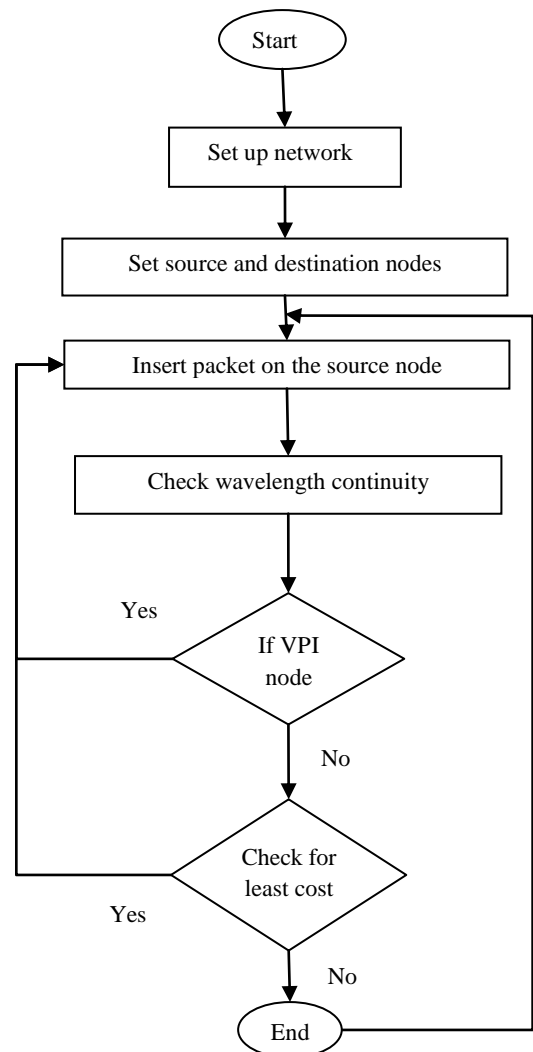 Start
Set up network
Set source and destination nodes
Insert packet on the source node
Check wavelength continuity
Yes
If VPI
node
No
Check for
least cost
Yes
No
End